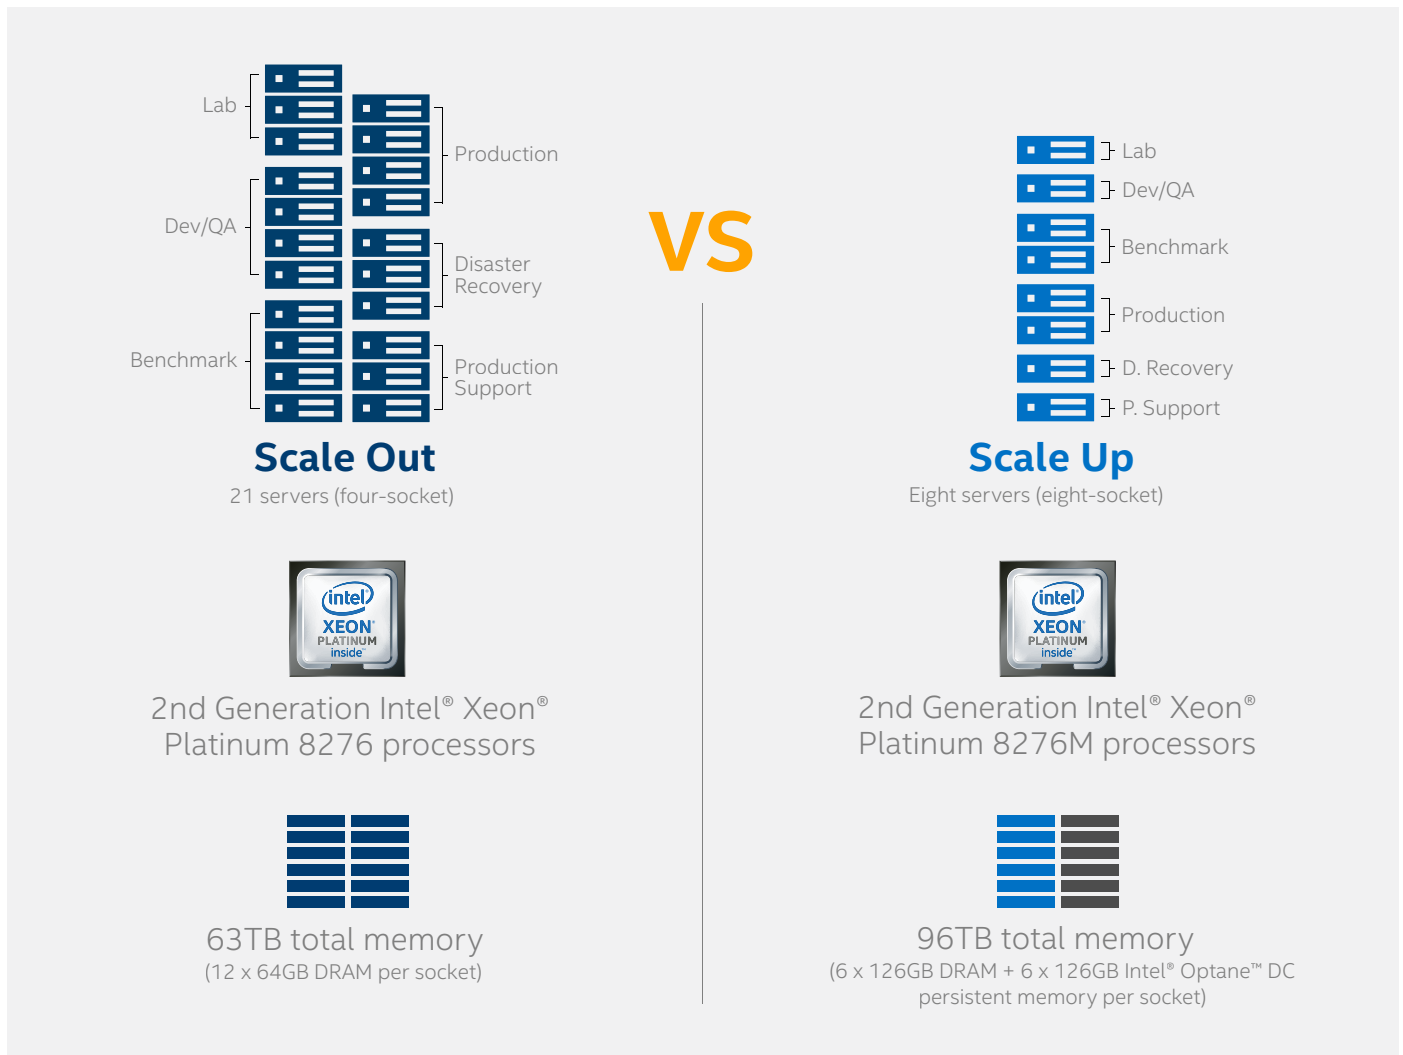 Lab
Dev/QA
Benchmark
Production
Disaster
Recovery
Production
Support
Scale Out
21 servers (four-socket)
intel®
XEON®
PLATINUM
inside™
2nd Generation Intel® Xeon®
Platinum 8276 processors
63TB total memory
(12 x 64GB DRAM per socket)
VS
Lab
Dev/QA
Benchmark
Production
D. Recovery
P. Support
Scale Up
Eight servers (eight-socket)
intel®
XEON®
PLATINUM
inside™
2nd Generation Intel® Xeon®
Platinum 8276M processors
96TB total memory
(6 x 126GB DRAM + 6 x 126GB Intel® Optane™ DC
persistent memory per socket)